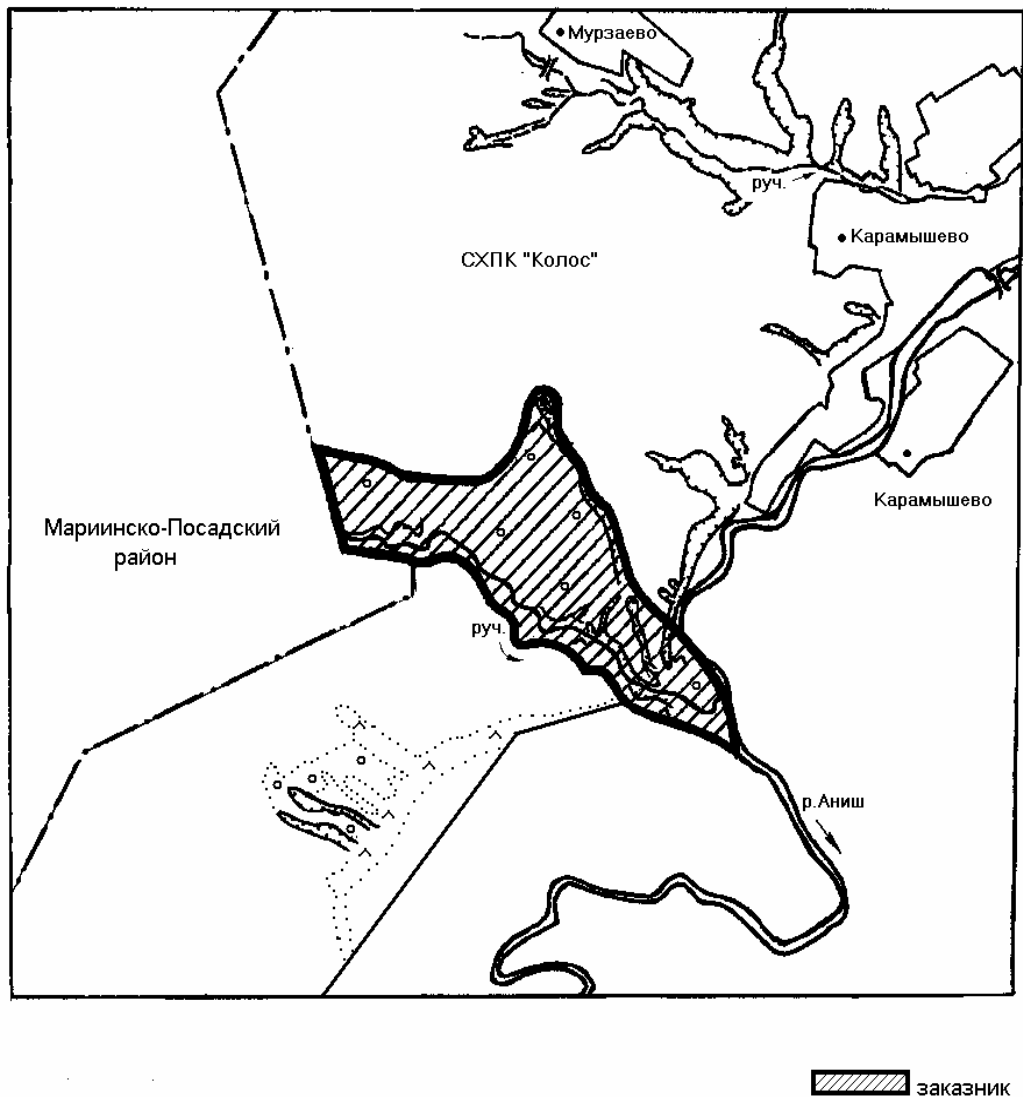 Мурзаево
руч.
Карамышево
СХПК "Колос"
Карамышево
Мариинско-Посадский
район
руч.
р.Аниш
заказник